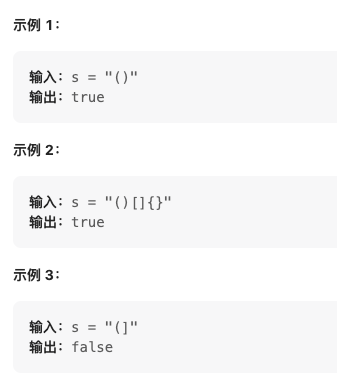 示例 1：
输入：s = "()"
输出：true
示例 2：
输入：s = "()[]{}"
输出：true
示例 3：
输入：s = "(]"
输出：false